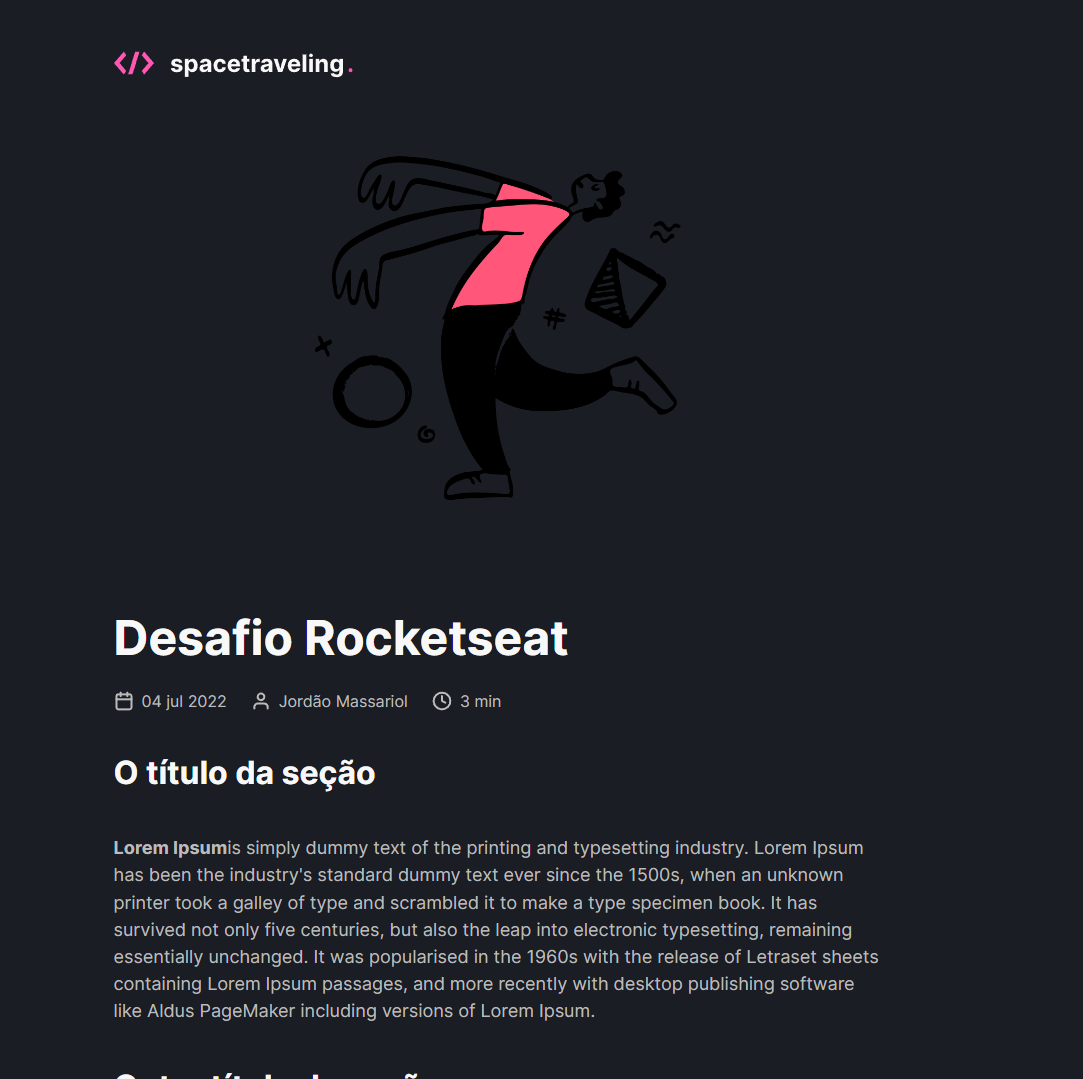 </> spacetraveling.
Desafio Rocketseat
04 jul 2022 Jordão Massariol 3 min
O título da seção
Lorem Ipsumis simply dummy text of the printing and typesetting industry. Lorem Ipsum
has been the industry's standard dummy text ever since the 1500s, when an unknown
printer took a galley of type and scrambled it to make a type specimen book. It has
survived not only five centuries, but also the leap into electronic typesetting, remaining
essentially unchanged. It was popularised in the 1960s with the release of Letraset sheets
containing Lorem Ipsum passages, and more recently with desktop publishing software
like Aldus PageMaker including versions of Lorem Ipsum.